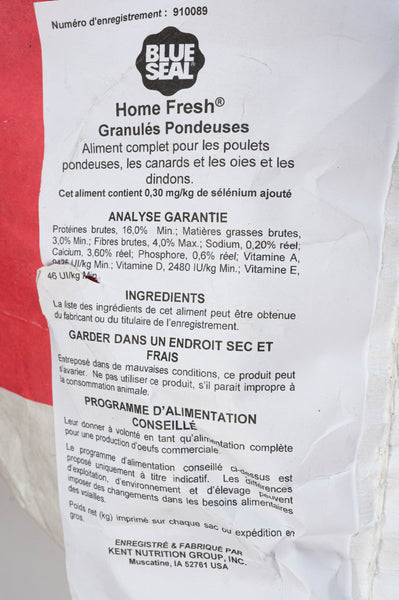 Numéro d'enregistrement : 910089
BLUE
SEAL
Home Fresh®
Granulés Pondeuses
Aliment complet pour les poulets
pondeuses, les canards et les oies et les
dindons.
Cet aliment contient 0,30 mg/kg de sélénium ajouté
ANALYSE GARANTIE
Protéines brutes, 16,0% Min.; Matières grasses brutes,
3,0% Min.; Fibres brutes, 4,0% Max.; Sodium, 0,20% réel;
Calcium, 3,60% réel; Phosphore, 0,6% réel; Vitamine A,
UI/kg Min.; Vitamine D, 2480 IU/kg Min.; Vitamine E,
46 UI/kg Min.
INGREDIENTS
La liste des ingrédients de cet aliment peut être obtenue
du fabricant ou du titulaire de l'enregistrement.
GARDER DANS UN ENDROIT SEC ET
FRAIS
Entreposé dans de mauvaises conditions, ce produit peut
s'avarier. Ne pas utiliser ce produit, s'il parait impropre à
la consommation animale.
PROGRAMME D'ALIMENTATION
CONSEILLÉ
Leur donner à volonté en tant qu'alimentation complète
pour une production d'oeufs commerciale.
Le programme d'alimentation conseillé ci-dessus est
proposé uniquement à titre indicatif. Les différences
d'exploitation, d'environnement et d'élevage peuvent
imposer des changements dans les besoins alimentaires
des volailles.
Poids net (kg) imprimé sur chaque sac ou expédition en
gros.
ENREGISTRÉ & FABRIQUÉ PAR
KENT NUTRITION GROUP, INC.
Muscatine, IA 52761 USA